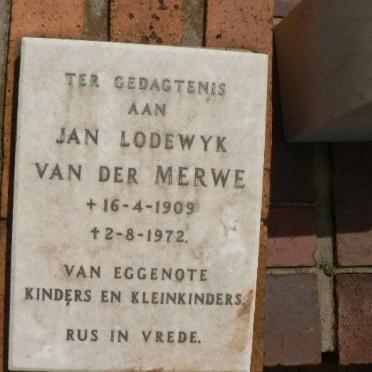 TER GEDAGTENIS
AAN
JAN LODEWYK
VAN DER MERWE
+ 16-4-1909
† 2-8-1972.
VAN EGGENOTE
KINDERS EN KLEINKINDERS.
RUS IN VREDE.